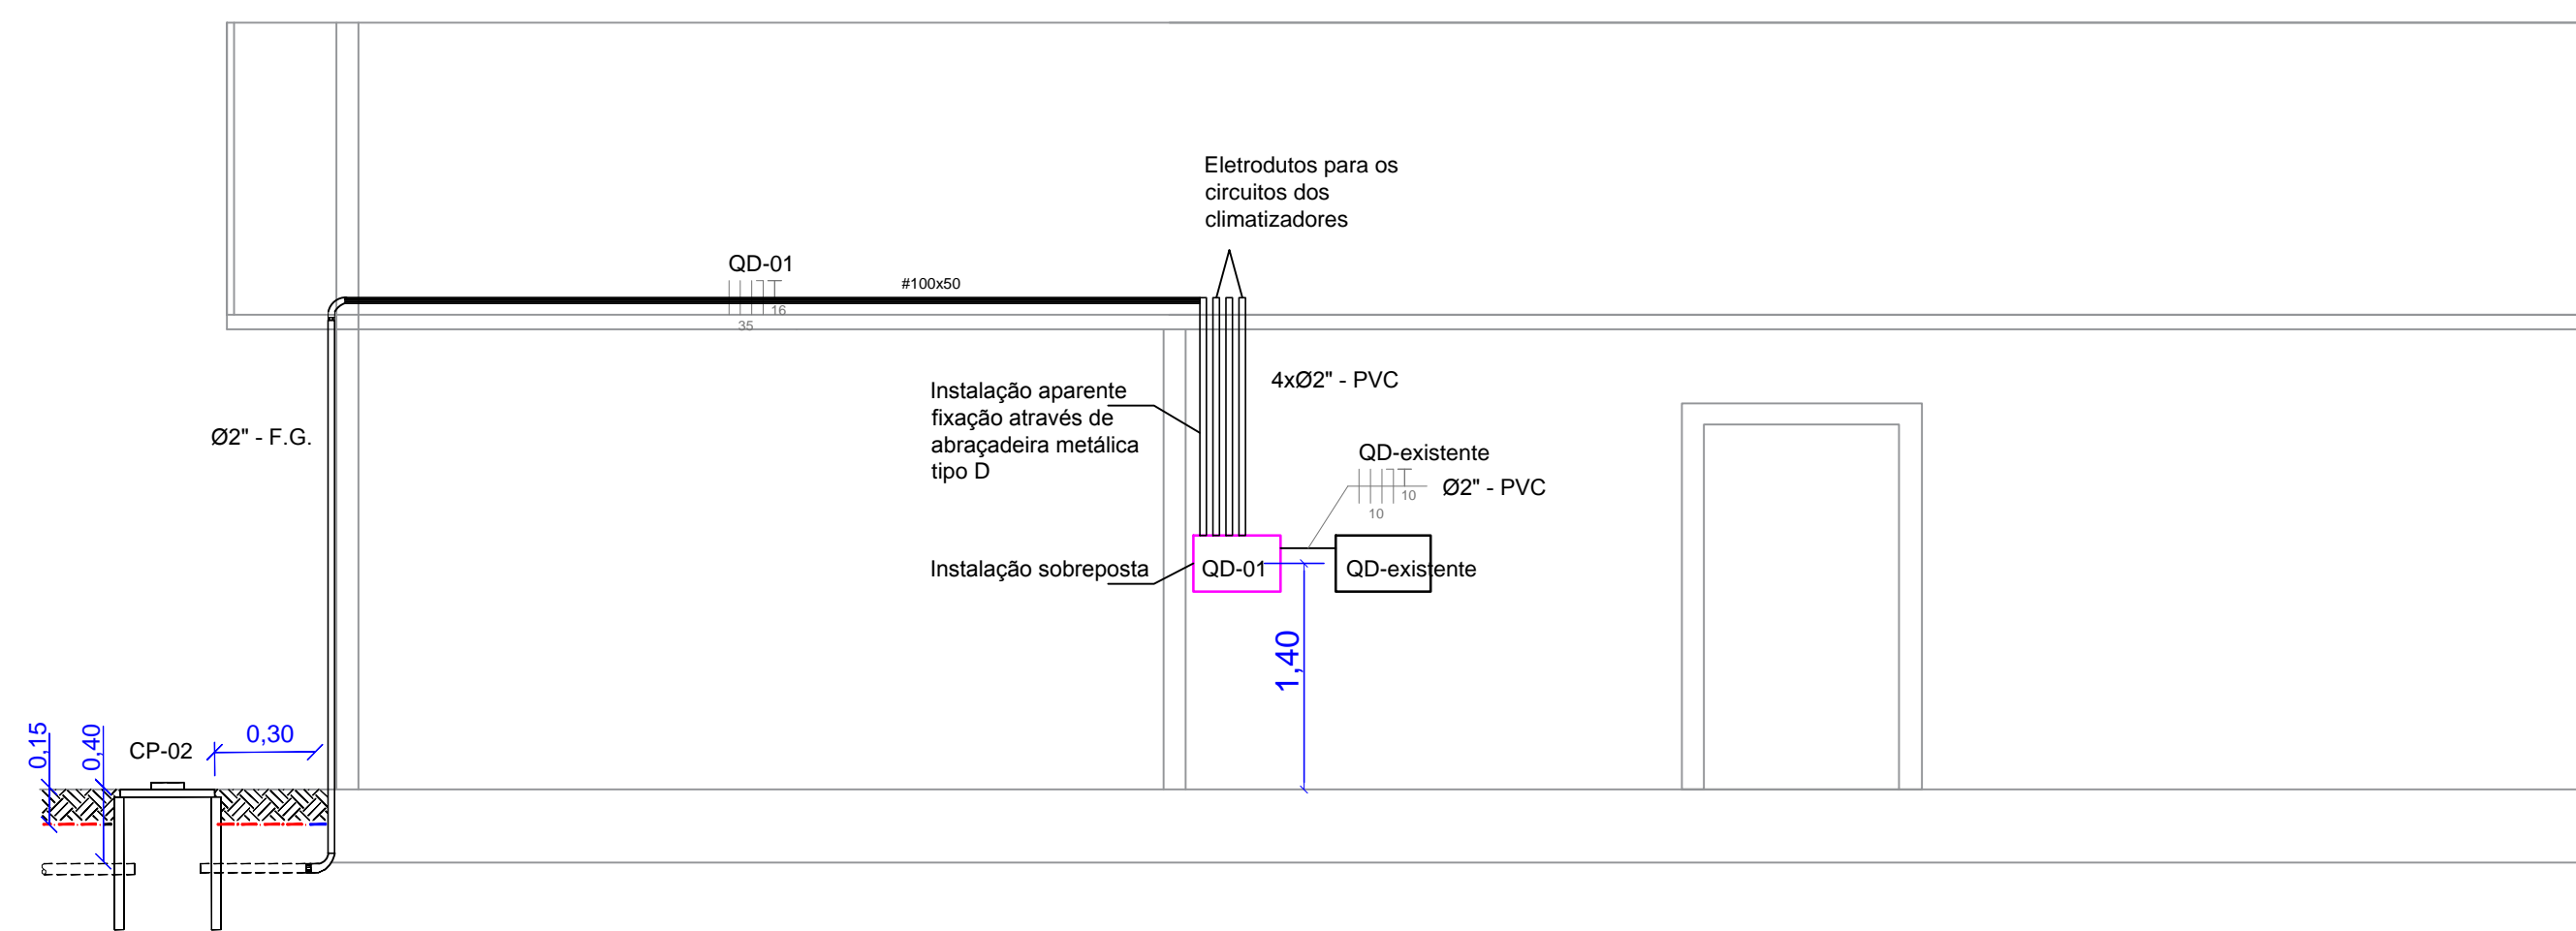 Eletrodutos para os
circuitos dos
climatizadores
QD-01
#100x50
16
35
Instalação aparente
fixação através de
abraçadeira metálica
tipo D
4xØ2" - PVC
Ø2" - F.G.
QD-existente
10
Ø2" - PVC
10
Instalação sobreposta
QD-01
QD-existente
1,40
0,15
0,40
CP-02
0,30